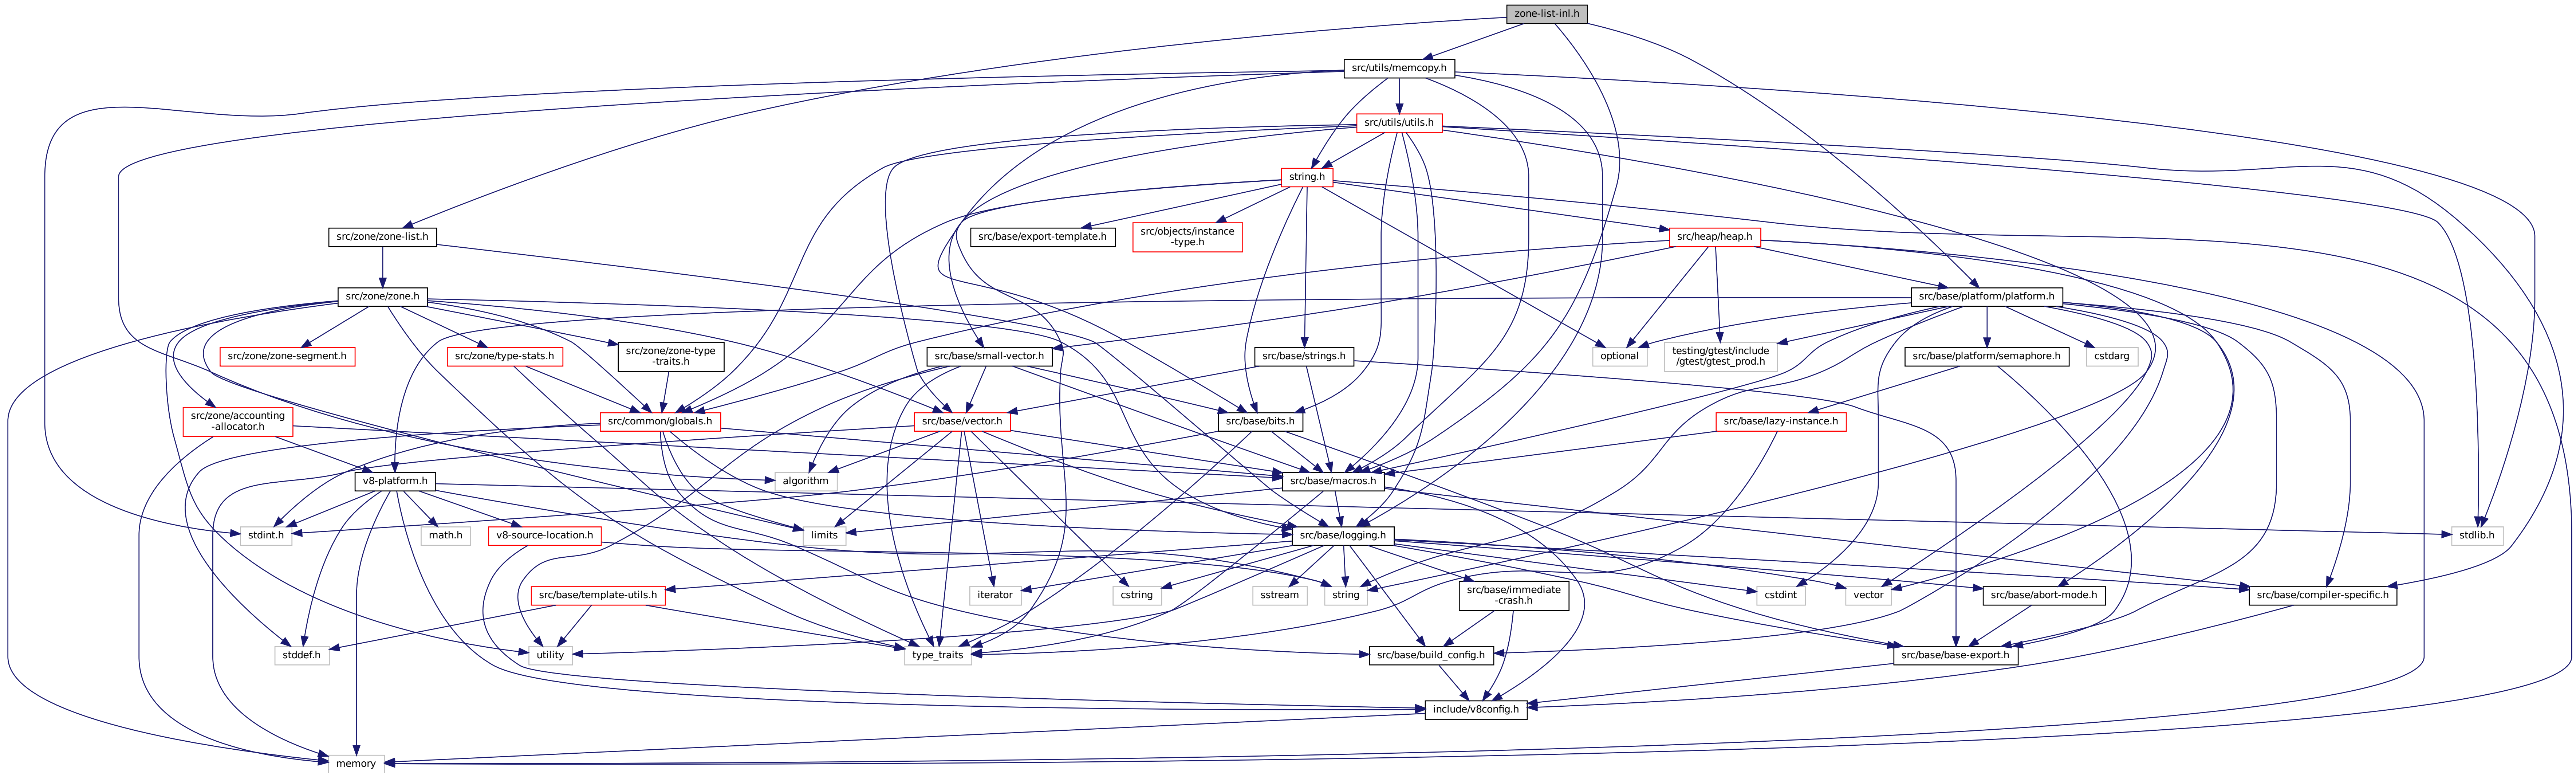 zone-list-inl.h
src/utils/memcopy.h
src/utils/utils.h
string.h
src/zone/zone-list.h
src/base/export-template.h
src/objects/instance
-type.h
src/heap/heap.h
src/zone/zone.h
src/base/platform/platform.h
src/zone/zone-segment.h
src/zone/type-stats.h
src/zone/zone-type
-traits.h
src/base/small-vector.h
src/base/strings.h
optional
testing/gtest/include
/gtest/gtest_prod.h
src/base/platform/semaphore.h
cstdarg
src/zone/accounting
-allocator.h
src/common/globals.h
src/base/vector.h
src/base/bits.h
src/base/lazy-instance.h
v8-platform.h
algorithm
src/base/macros.h
stdint.h
math.h
v8-source-location.h
limits
src/base/logging.h
stdlib.h
src/base/template-utils.h
iterator
cstring
sstream
string
src/base/immediate
-crash.h
cstdint
vector
src/base/abort-mode.h
src/base/compiler-specific.h
stddef.h
utility
type_traits
src/base/build_config.h
src/base/base-export.h
include/v8config.h
memory